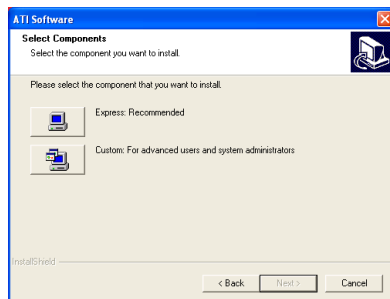 ATI Software
Select Components
Select the component you want to install.
Please select the component that you want to install.
Express: Recommended
Custom: For advanced users and system administrators
InstallShield
< Back
Next >
Cancel